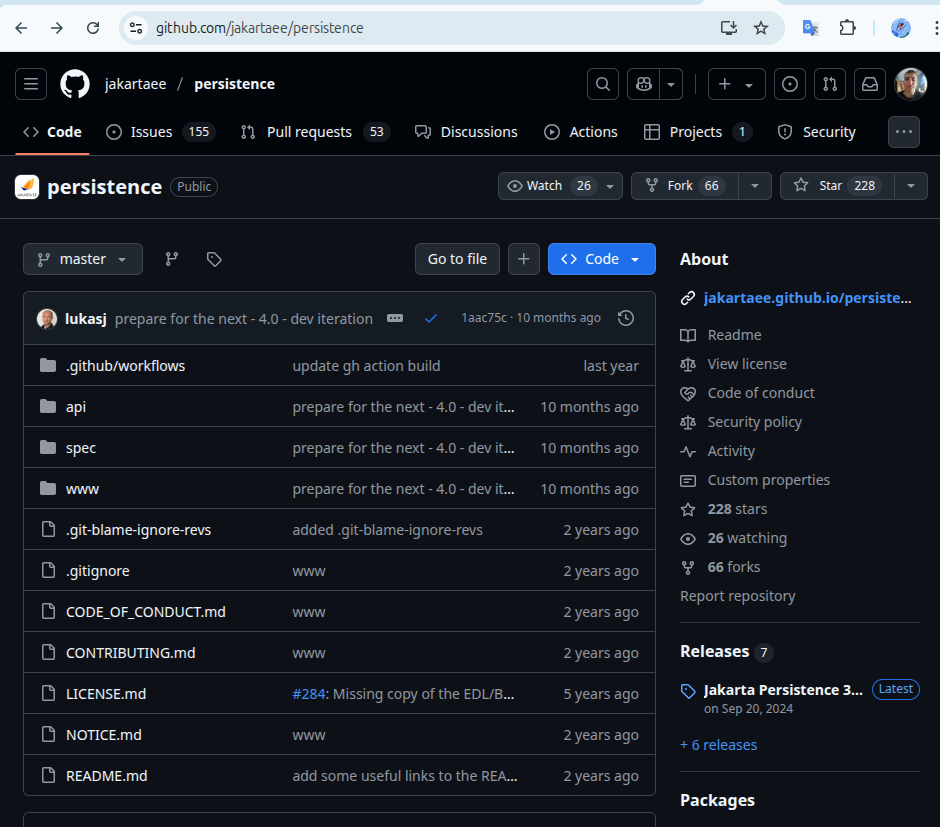 github.com/jakartaee/persistence
jakartaee / persistence
Code Issues 155 Pull requests 53 Discussions Actions Projects 1 Security
persistence Public Watch 26 Fork 66 Star 228
master Go to file Code
lukasj prepare for the next - 4.0 - dev iteration 1aac75c · 10 months ago
.github/workflows update gh action build last year
api prepare for the next - 4.0 - dev it... 10 months ago
spec prepare for the next - 4.0 - dev it... 10 months ago
www prepare for the next - 4.0 - dev it... 10 months ago
.git-blame-ignore-revs added .git-blame-ignore-revs 2 years ago
.gitignore www 2 years ago
CODE_OF_CONDUCT.md www 2 years ago
CONTRIBUTING.md www 2 years ago
LICENSE.md #284: Missing copy of the EDL/B... 5 years ago
NOTICE.md www 2 years ago
README.md add some useful links to the REA... 2 years ago
About
jakartaee.github.io/persiste...
Readme
View license
Code of conduct
Security policy
Activity
Custom properties
228 stars
26 watching
66 forks
Report repository
Releases 7
Jakarta Persistence 3... Latest
on Sep 20, 2024
+ 6 releases
Packages